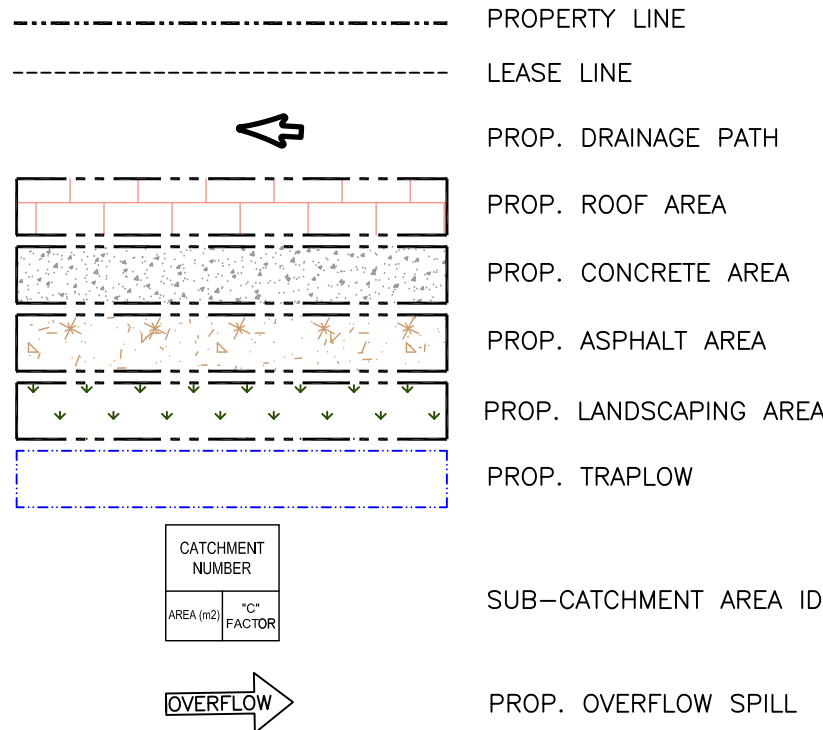 PROPERTY LINE
LEASE LINE
PROP. DRAINAGE PATH
PROP. ROOF AREA
PROP. CONCRETE AREA
PROP. ASPHALT AREA
PROP. LANDSCAPING AREA
PROP. TRAPLOW
CATCHMENT
NUMBER
AREA (m2)
"C"
FACTOR
SUB-CATCHMENT AREA ID
OVERFLOW
PROP. OVERFLOW SPILL